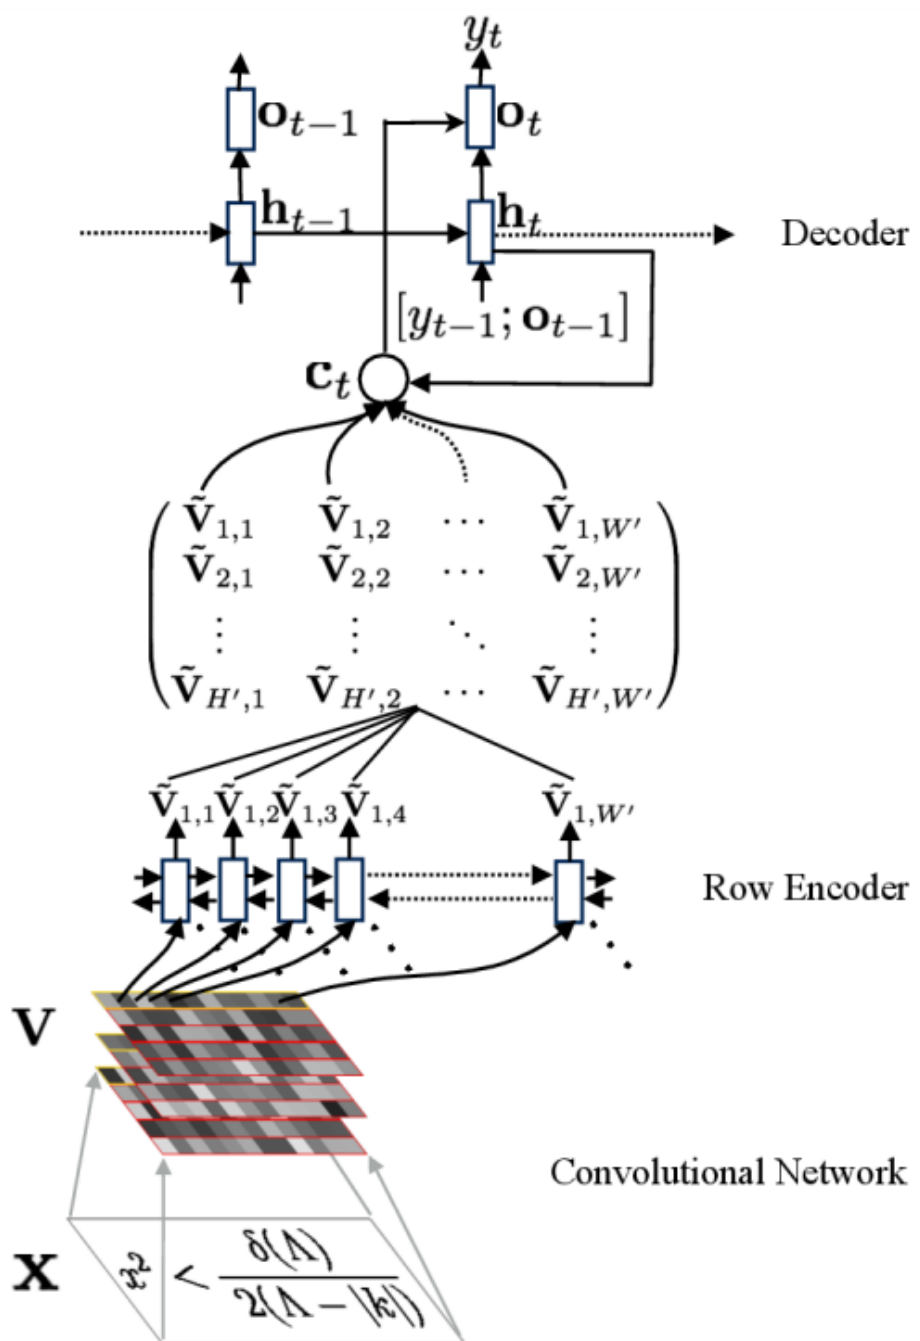 y_t
o_{t-1} o_t
h_{t-1} h_t Decoder
[y_{t-1}; o_{t-1}]
c_t
Ṽ_{1,1} Ṽ_{1,2} ⋯ Ṽ_{1,W′}
Ṽ_{2,1} Ṽ_{2,2} ⋯ Ṽ_{2,W′}
⋮ ⋮ ⋱ ⋮
Ṽ_{H′,1} Ṽ_{H′,2} ⋯ Ṽ_{H′,W′}
Ṽ_{1,1} Ṽ_{1,2} Ṽ_{1,3} Ṽ_{1,4} Ṽ_{1,W′}
Row Encoder
V
Convolutional Network
X x^2 < \frac{δ(Λ)}{2(Λ − |k|)}